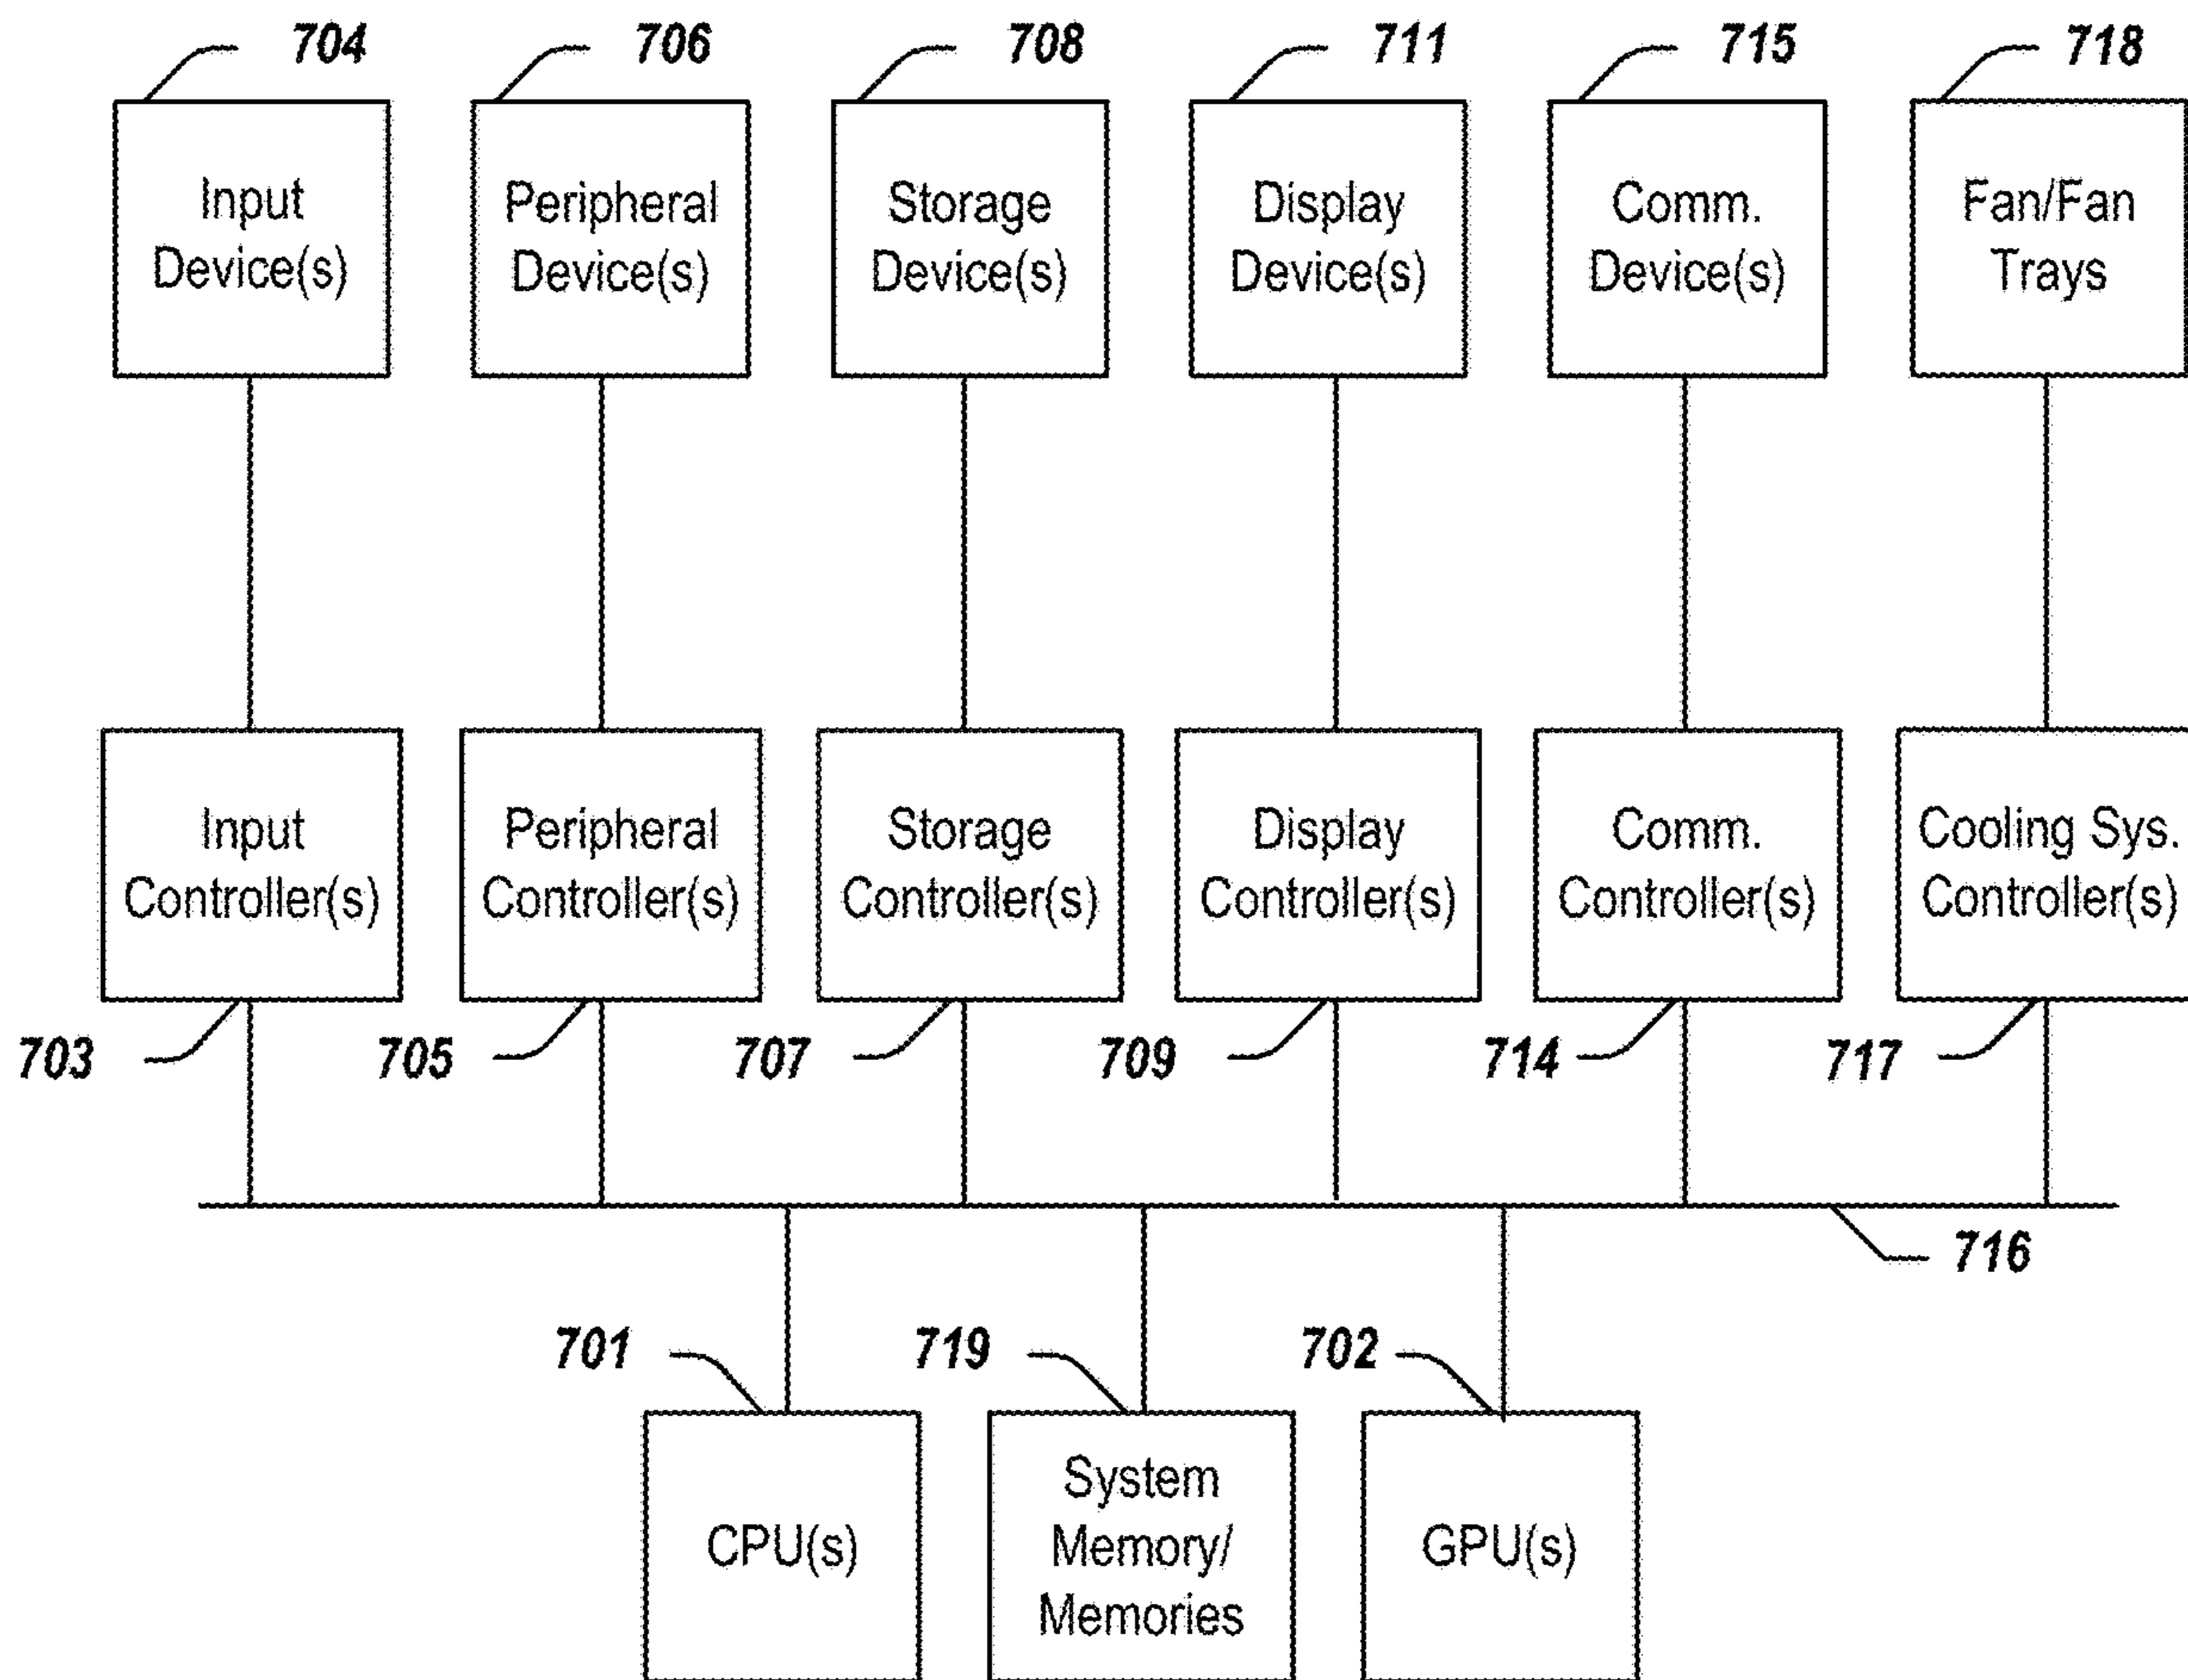 704
706
708
711
715
718
Input
Device(s)
Peripheral
Device(s)
Storage
Device(s)
Display
Device(s)
Comm.
Device(s)
Fan/Fan
Trays
Input
Controller(s)
Peripheral
Controller(s)
Storage
Controller(s)
Display
Controller(s)
Comm.
Controller(s)
Cooling Sys.
Controller(s)
703
705
707
709
714
717
716
701
719
702
CPU(s)
System
Memory/
Memories
GPU(s)